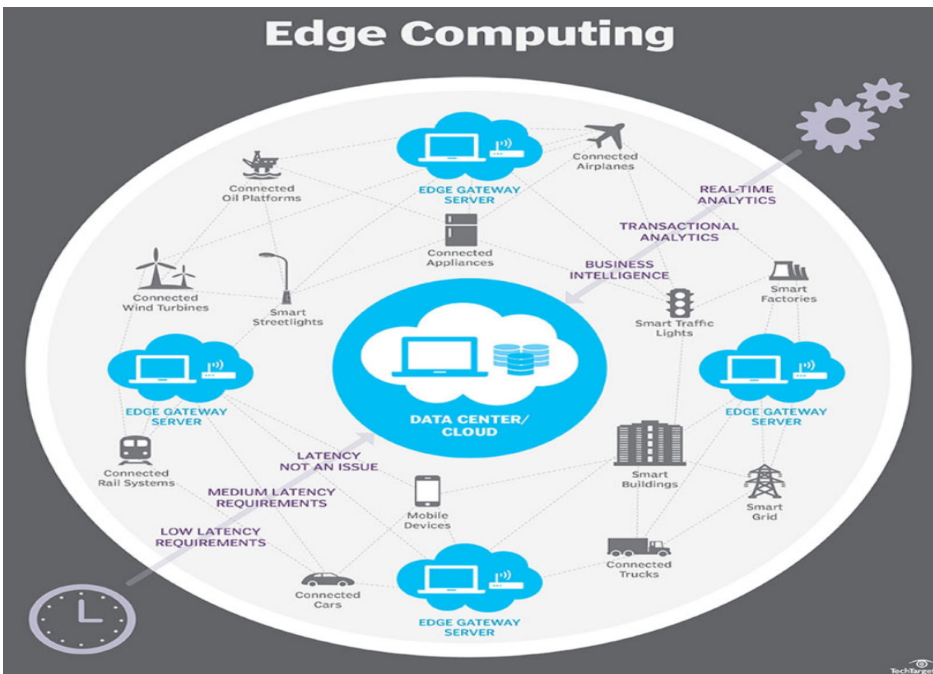 Edge Computing
EDGE GATEWAY
SERVER
Connected
Airplanes
Connected
Oil Platforms
REAL-TIME
ANALYTICS
TRANSACTIONAL
ANALYTICS
BUSINESS
INTELLIGENCE
Connected
Appliances
Connected
Wind Turbines
Smart
Streetlights
Smart
Factories
Smart Traffic
Lights
EDGE GATEWAY
SERVER
DATA CENTER/
CLOUD
EDGE GATEWAY
SERVER
Connected
Rail Systems
LATENCY
NOT AN ISSUE
MEDIUM LATENCY
REQUIREMENTS
LOW LATENCY
REQUIREMENTS
Mobile
Devices
Smart
Buildings
Smart
Grid
Connected
Cars
Connected
Trucks
EDGE GATEWAY
SERVER
TechTarget